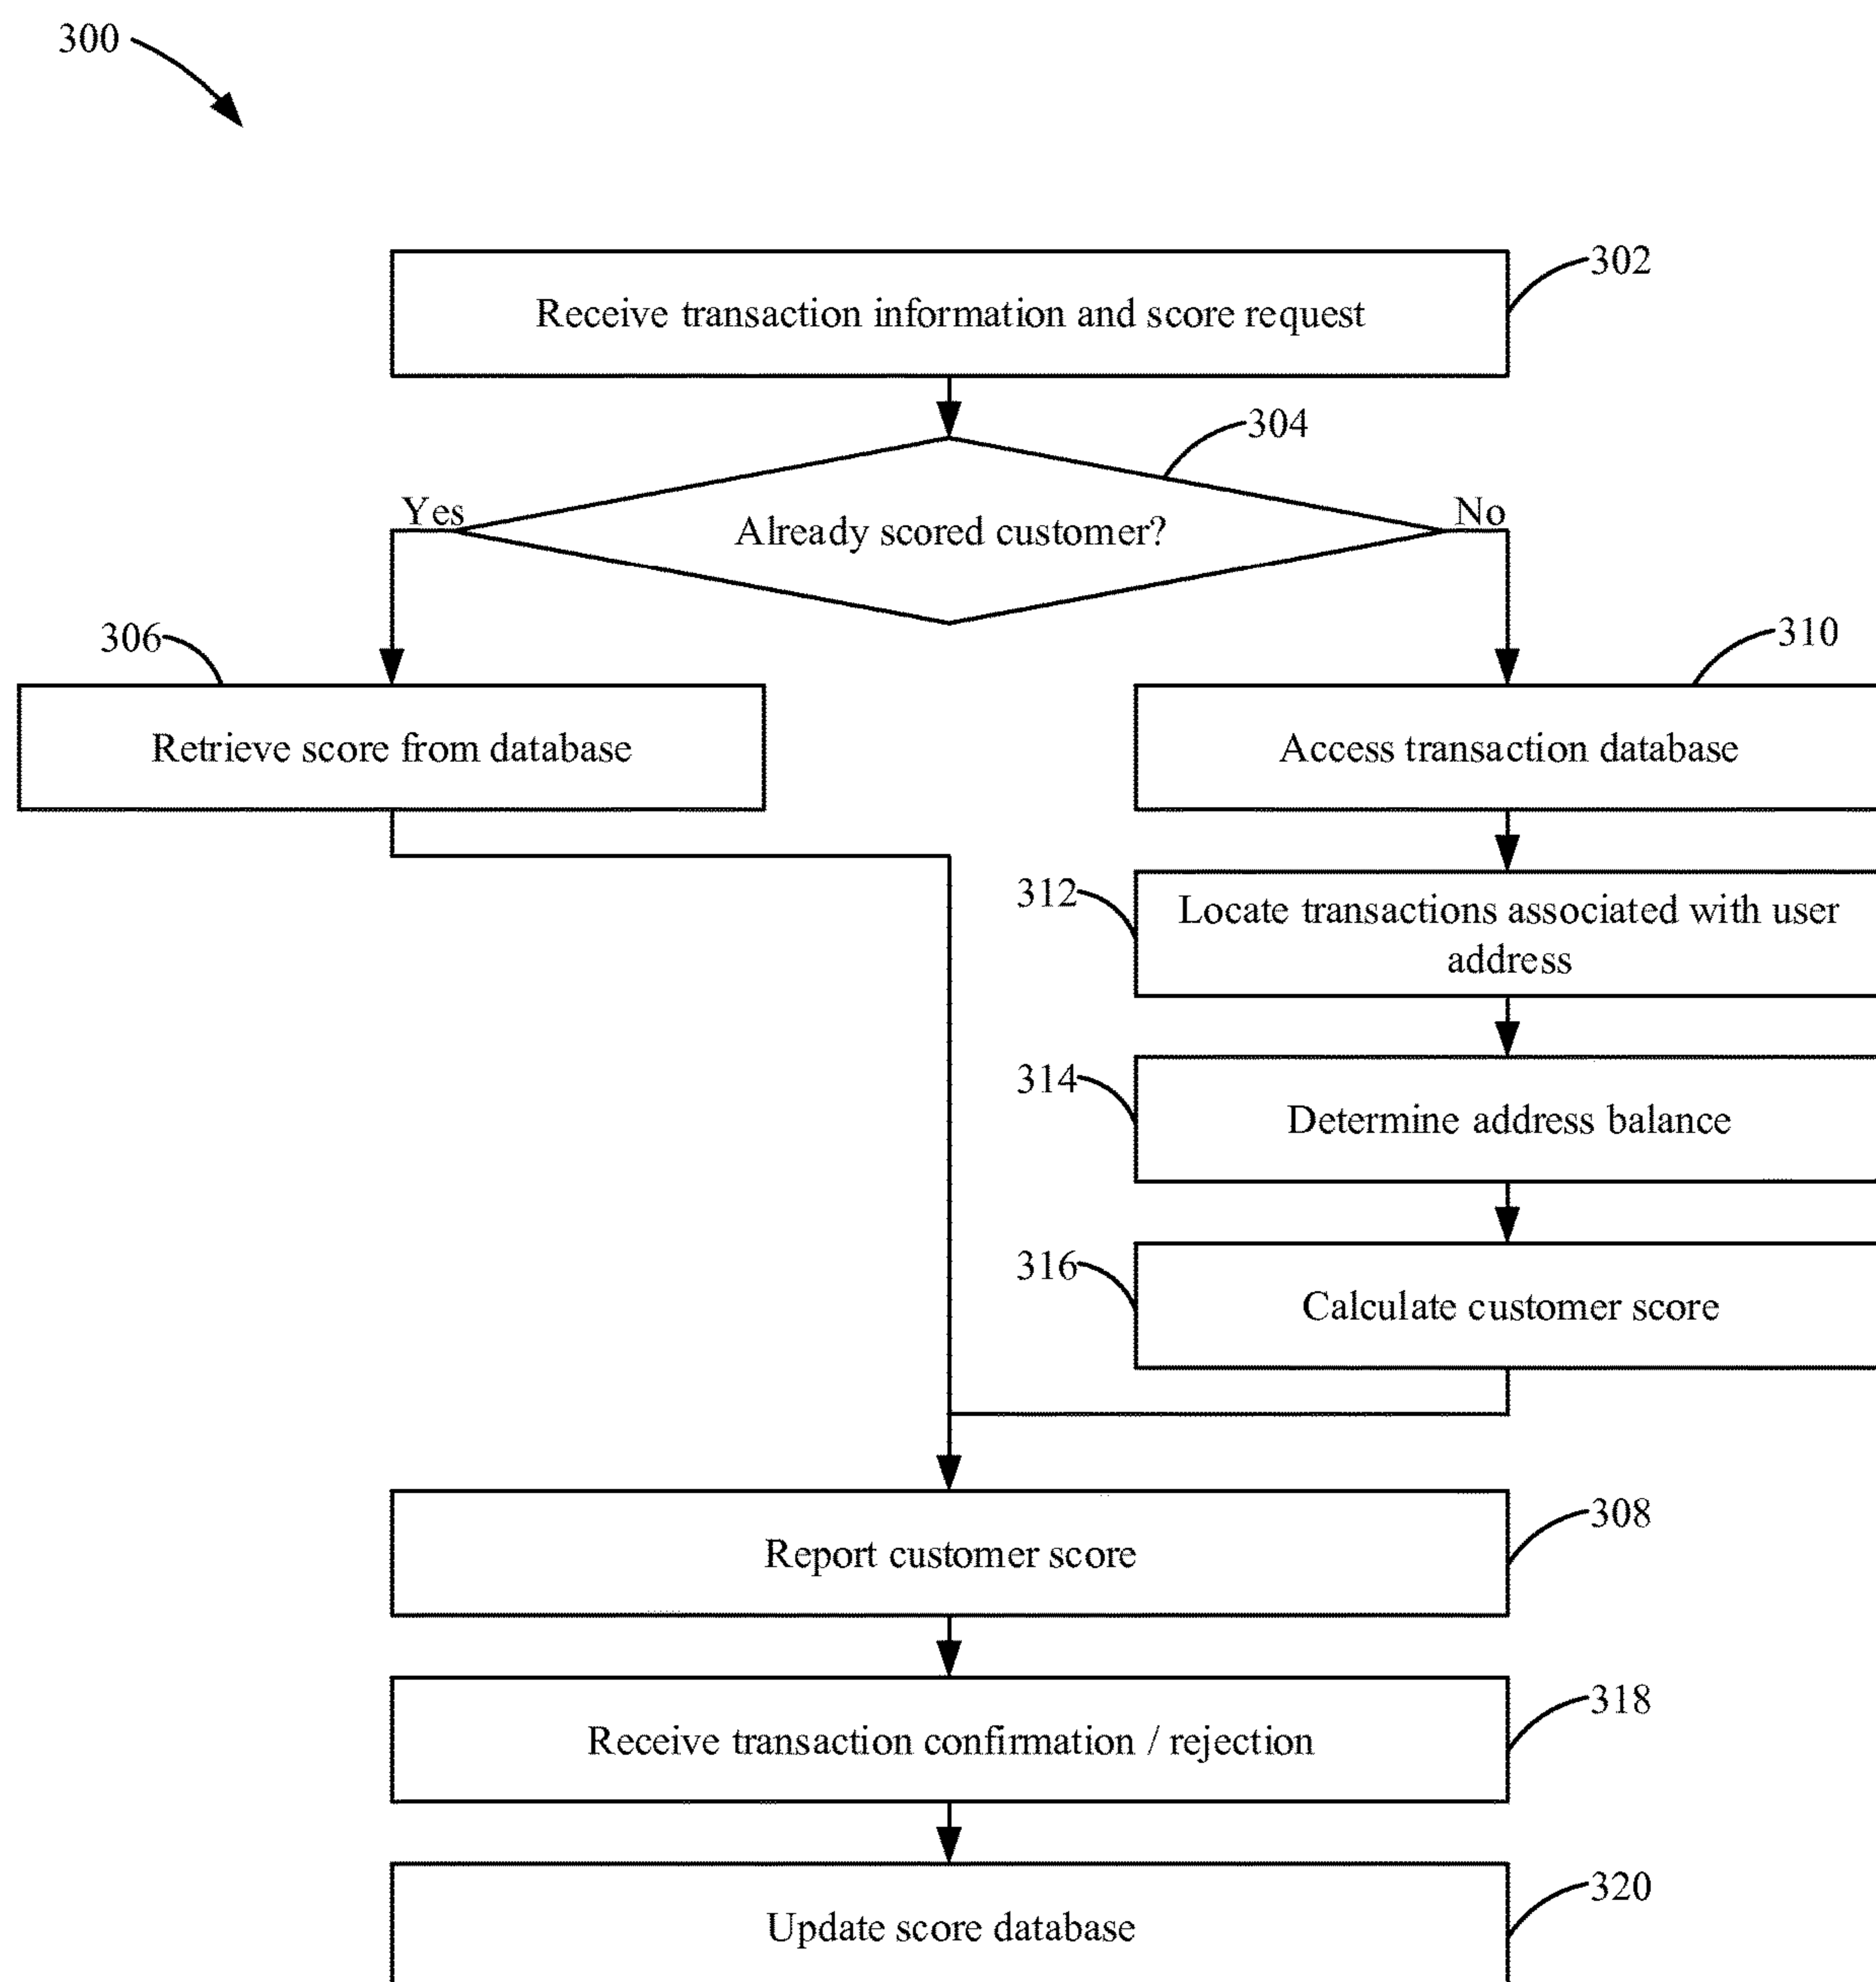 300
302
Receive transaction information and score request
304
Yes
No
Already scored customer?
306
310
Retrieve score from database
Access transaction database
312
Locate transactions associated with user
address
314
Determine address balance
316
Calculate customer score
308
Report customer score
318
Receive transaction confirmation / rejection
320
Update score database